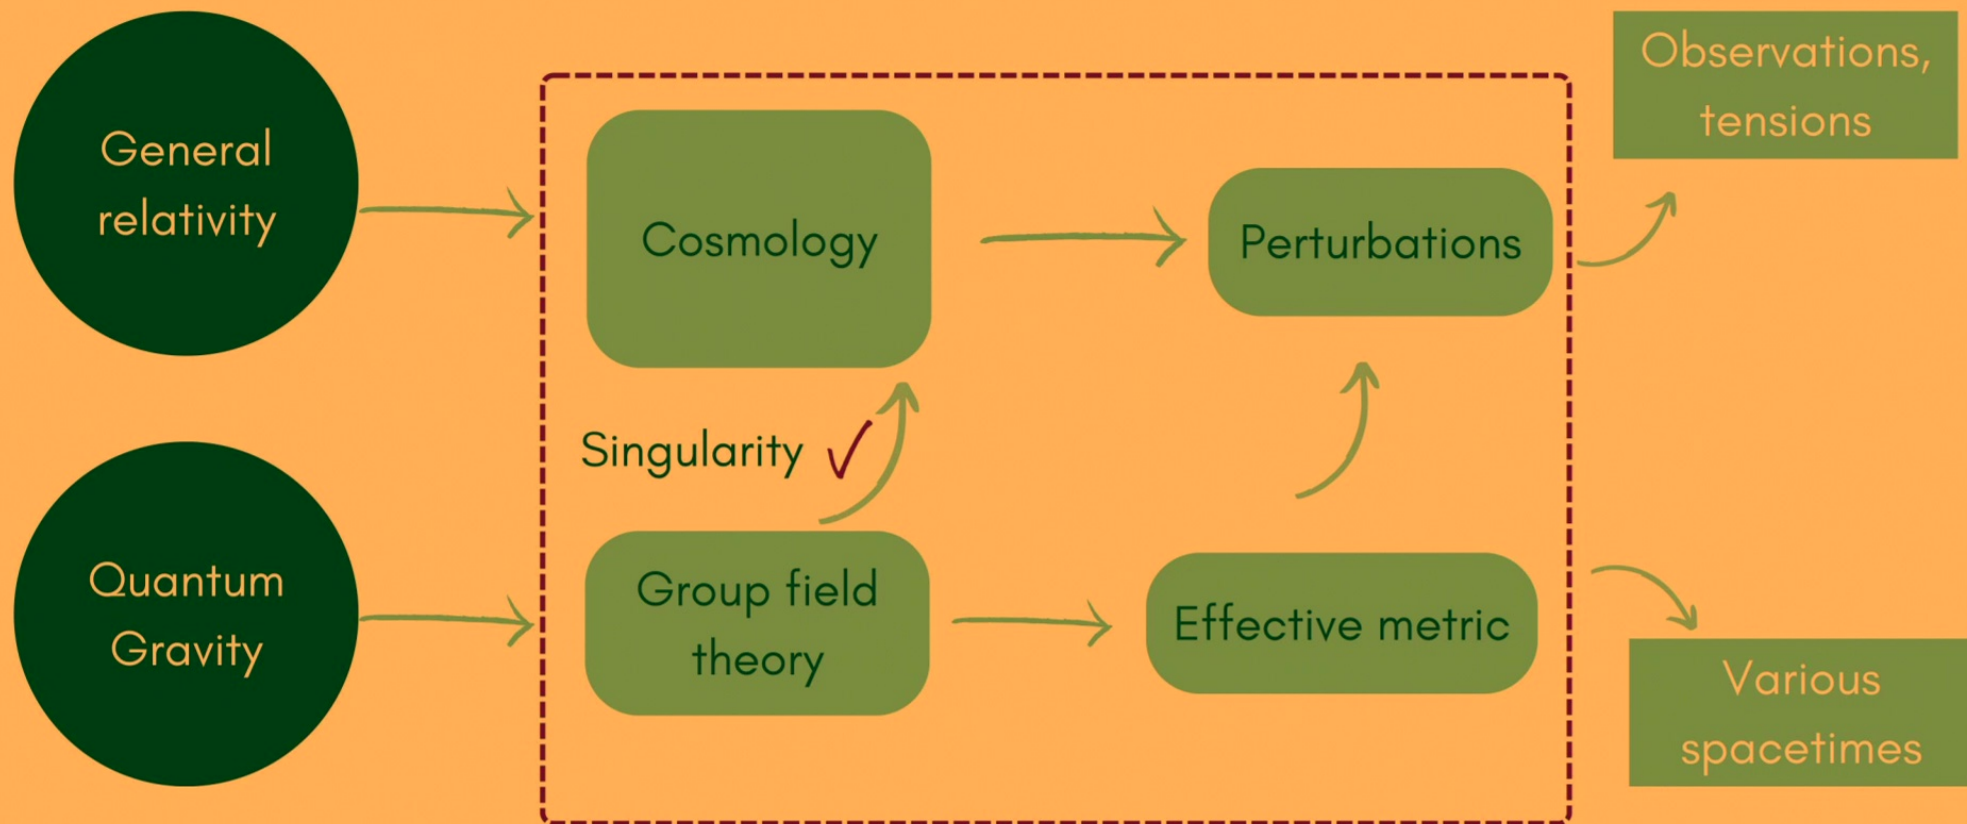 General
relativity
Cosmology
Perturbations
Observations,
tensions
Singularity
Quantum
Gravity
Group field
theory
Effective metric
Various
spacetimes